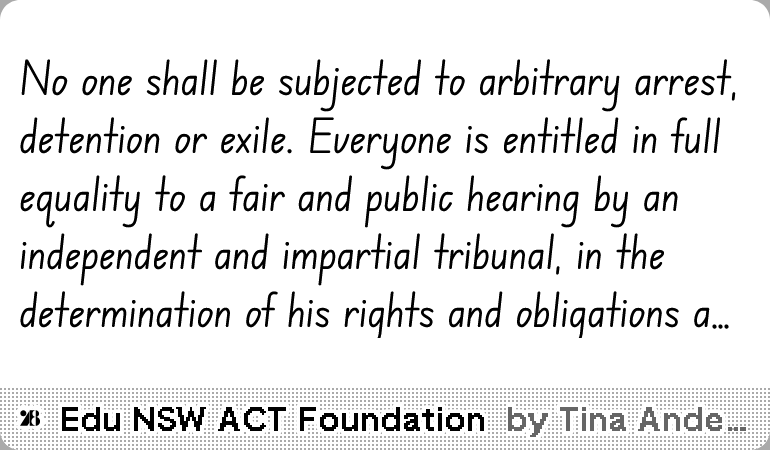 No one shall be subjected to arbitrary arrest,
detention or exile. Everyone is entitled in full
equality to a fair and public hearing by an
independent and impartial tribunal, in the
determination of his rights and obligations a...
Edu NSW ACT Foundation by Tina Ande...